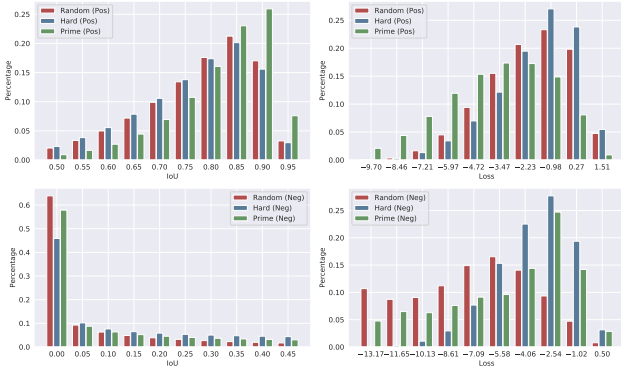 Random (Pos)
Hard (Pos)
Prime (Pos)
Percentage
0.25
0.20
0.15
0.10
0.05
0.00
0.50 0.55 0.60 0.65 0.70 0.75 0.80 0.85 0.90 0.95
IoU
Random (Pos)
Hard (Pos)
Prime (Pos)
Percentage
0.25
0.20
0.15
0.10
0.05
0.00
−9.70 −8.46 −7.21 −5.97 −4.72 −3.47 −2.23 −0.98 0.27 1.51
Loss
Random (Neg)
Hard (Neg)
Prime (Neg)
Percentage
0.6
0.5
0.4
0.3
0.2
0.1
0.0
0.00 0.05 0.10 0.15 0.20 0.25 0.30 0.35 0.40 0.45
IoU
Random (Neg)
Hard (Neg)
Prime (Neg)
Percentage
0.25
0.20
0.15
0.10
0.05
0.00
−13.17 −11.65 −10.13 −8.61 −7.09 −5.58 −4.06 −2.54 −1.02 0.50
Loss